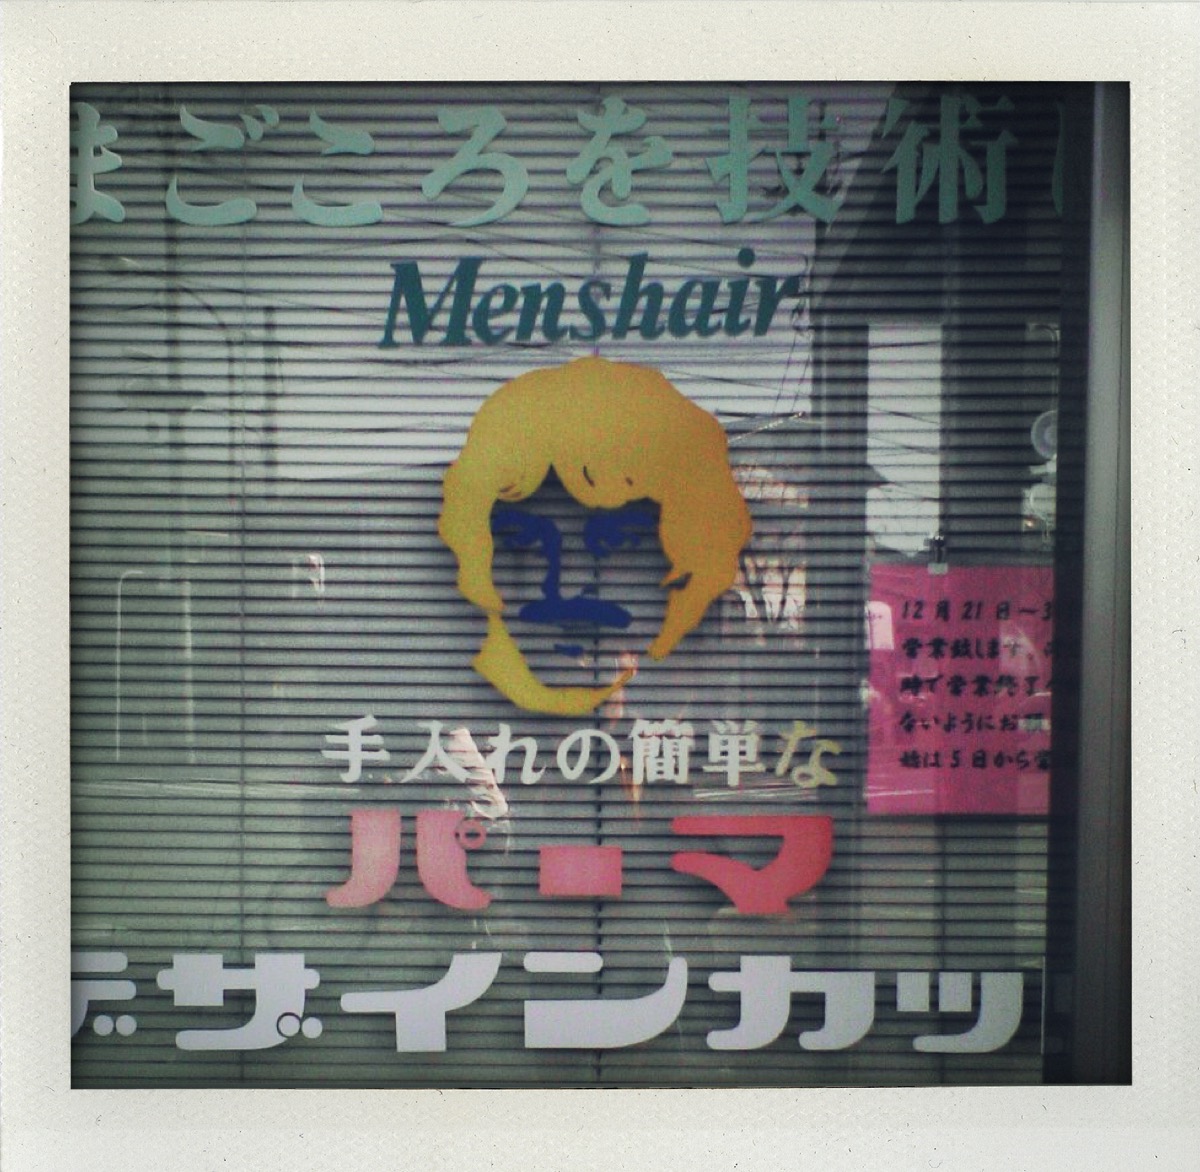 まごころを技術に
Menshair
手入れの簡単な
パーマ
デザインカッ
12月21日～3
営業致します。
時で営業終了
ないようにお願
始は5日から営